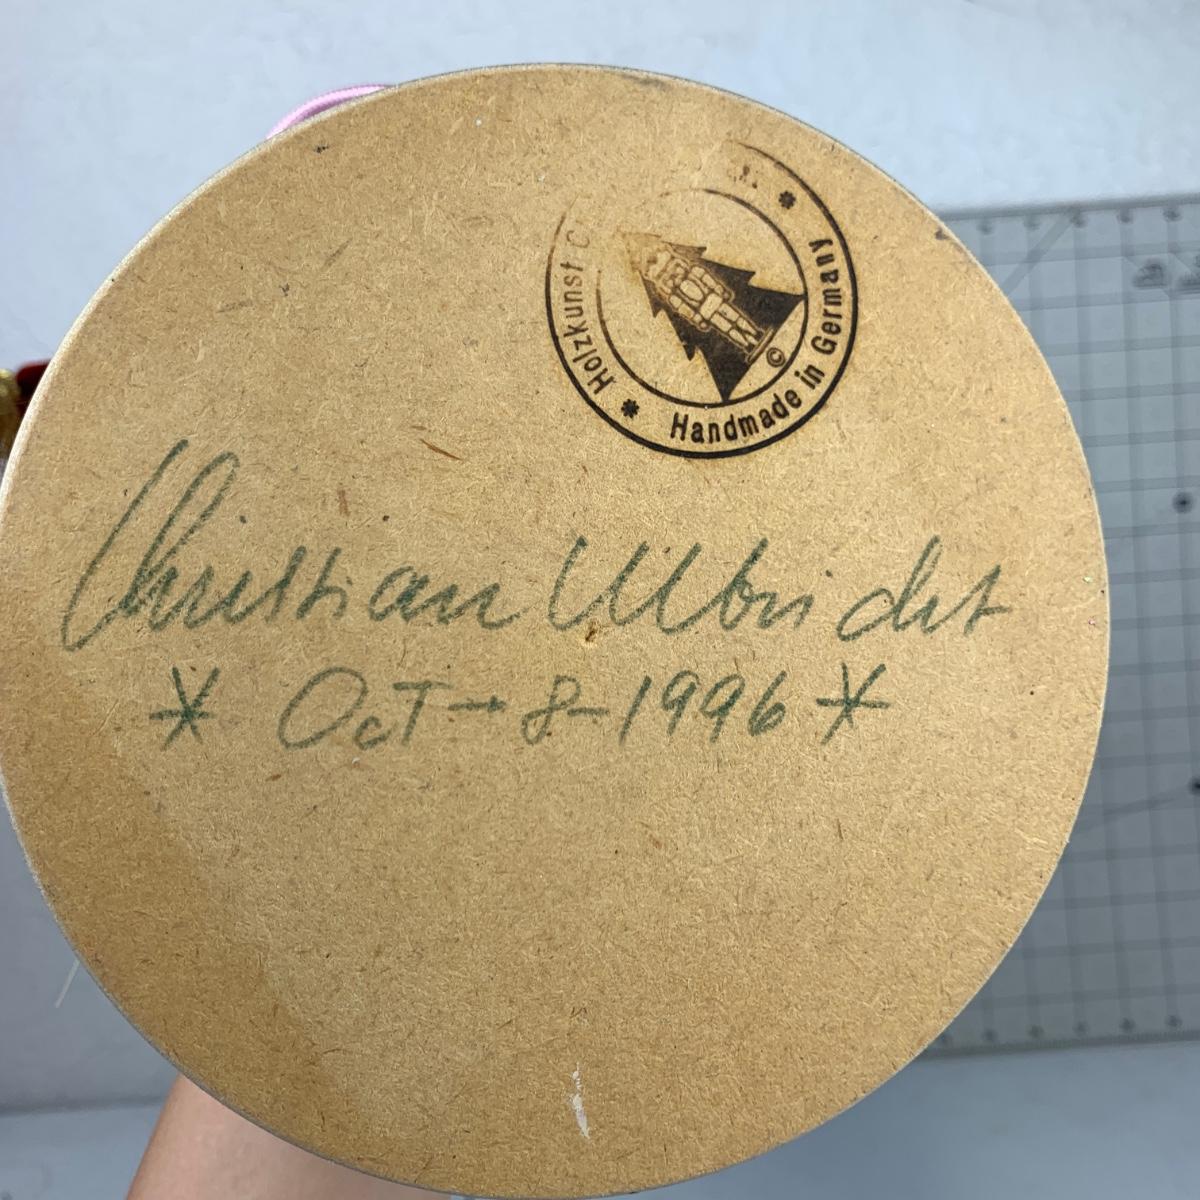 Holzkunst
Handmade in Germany
©
Christian Ulbricht
* OcT - 8 - 1996 *